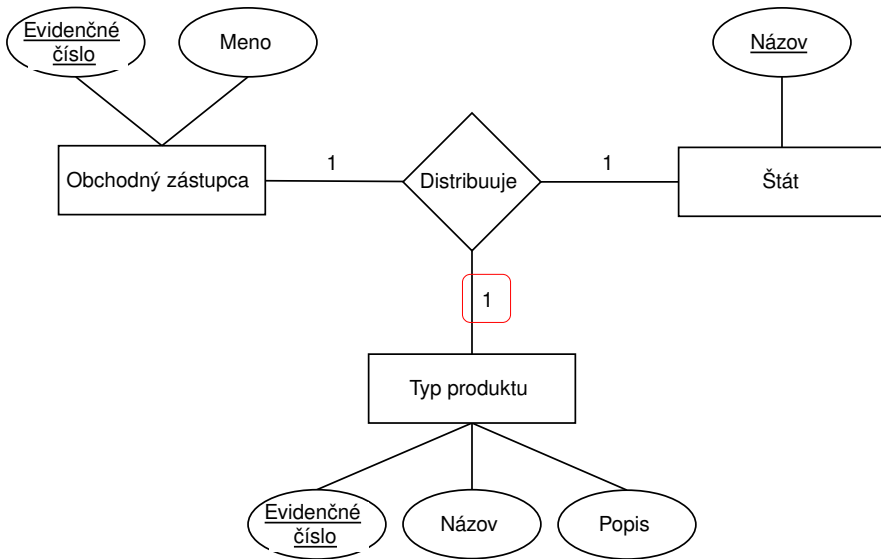 Evidenčné
číslo
Meno
Názov
Obchodný zástupca
1
Distribuuje
1
Štát
1
Typ produktu
Evidenčné
číslo
Názov
Popis